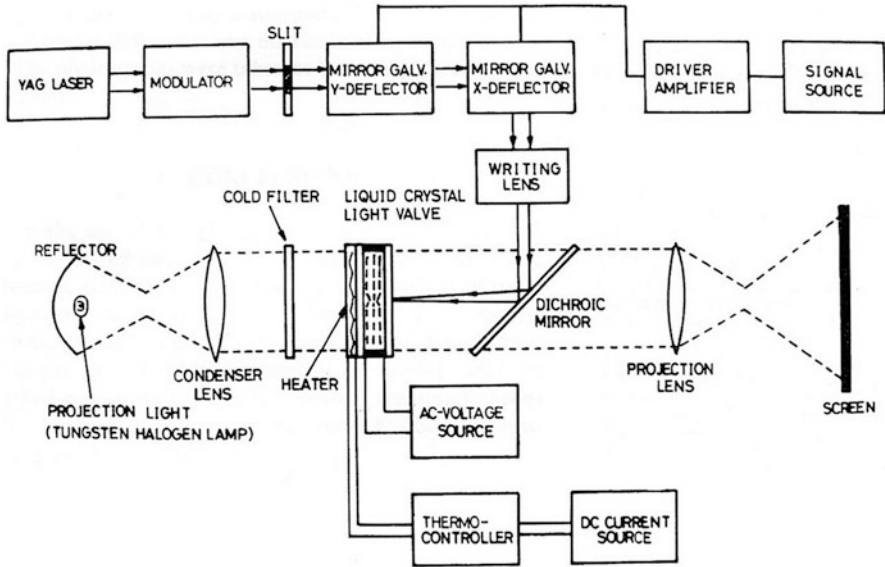 SLIT
YAG LASER
MODULATOR
MIRROR GALV.
Y-DEFLECTOR
MIRROR GALV.
X-DEFLECTOR
DRIVER
AMPLIFIER
SIGNAL
SOURCE
WRITING
LENS
COLD FILTER
LIQUID CRYSTAL
LIGHT VALVE
REFLECTOR
DICHROIC
MIRROR
CONDENSER
LENS
HEATER
PROJECTION
LENS
SCREEN
PROJECTION LIGHT
(TUNGSTEN HALOGEN LAMP)
AC-VOLTAGE
SOURCE
THERMO-
CONTROLLER
DC CURRENT
SOURCE